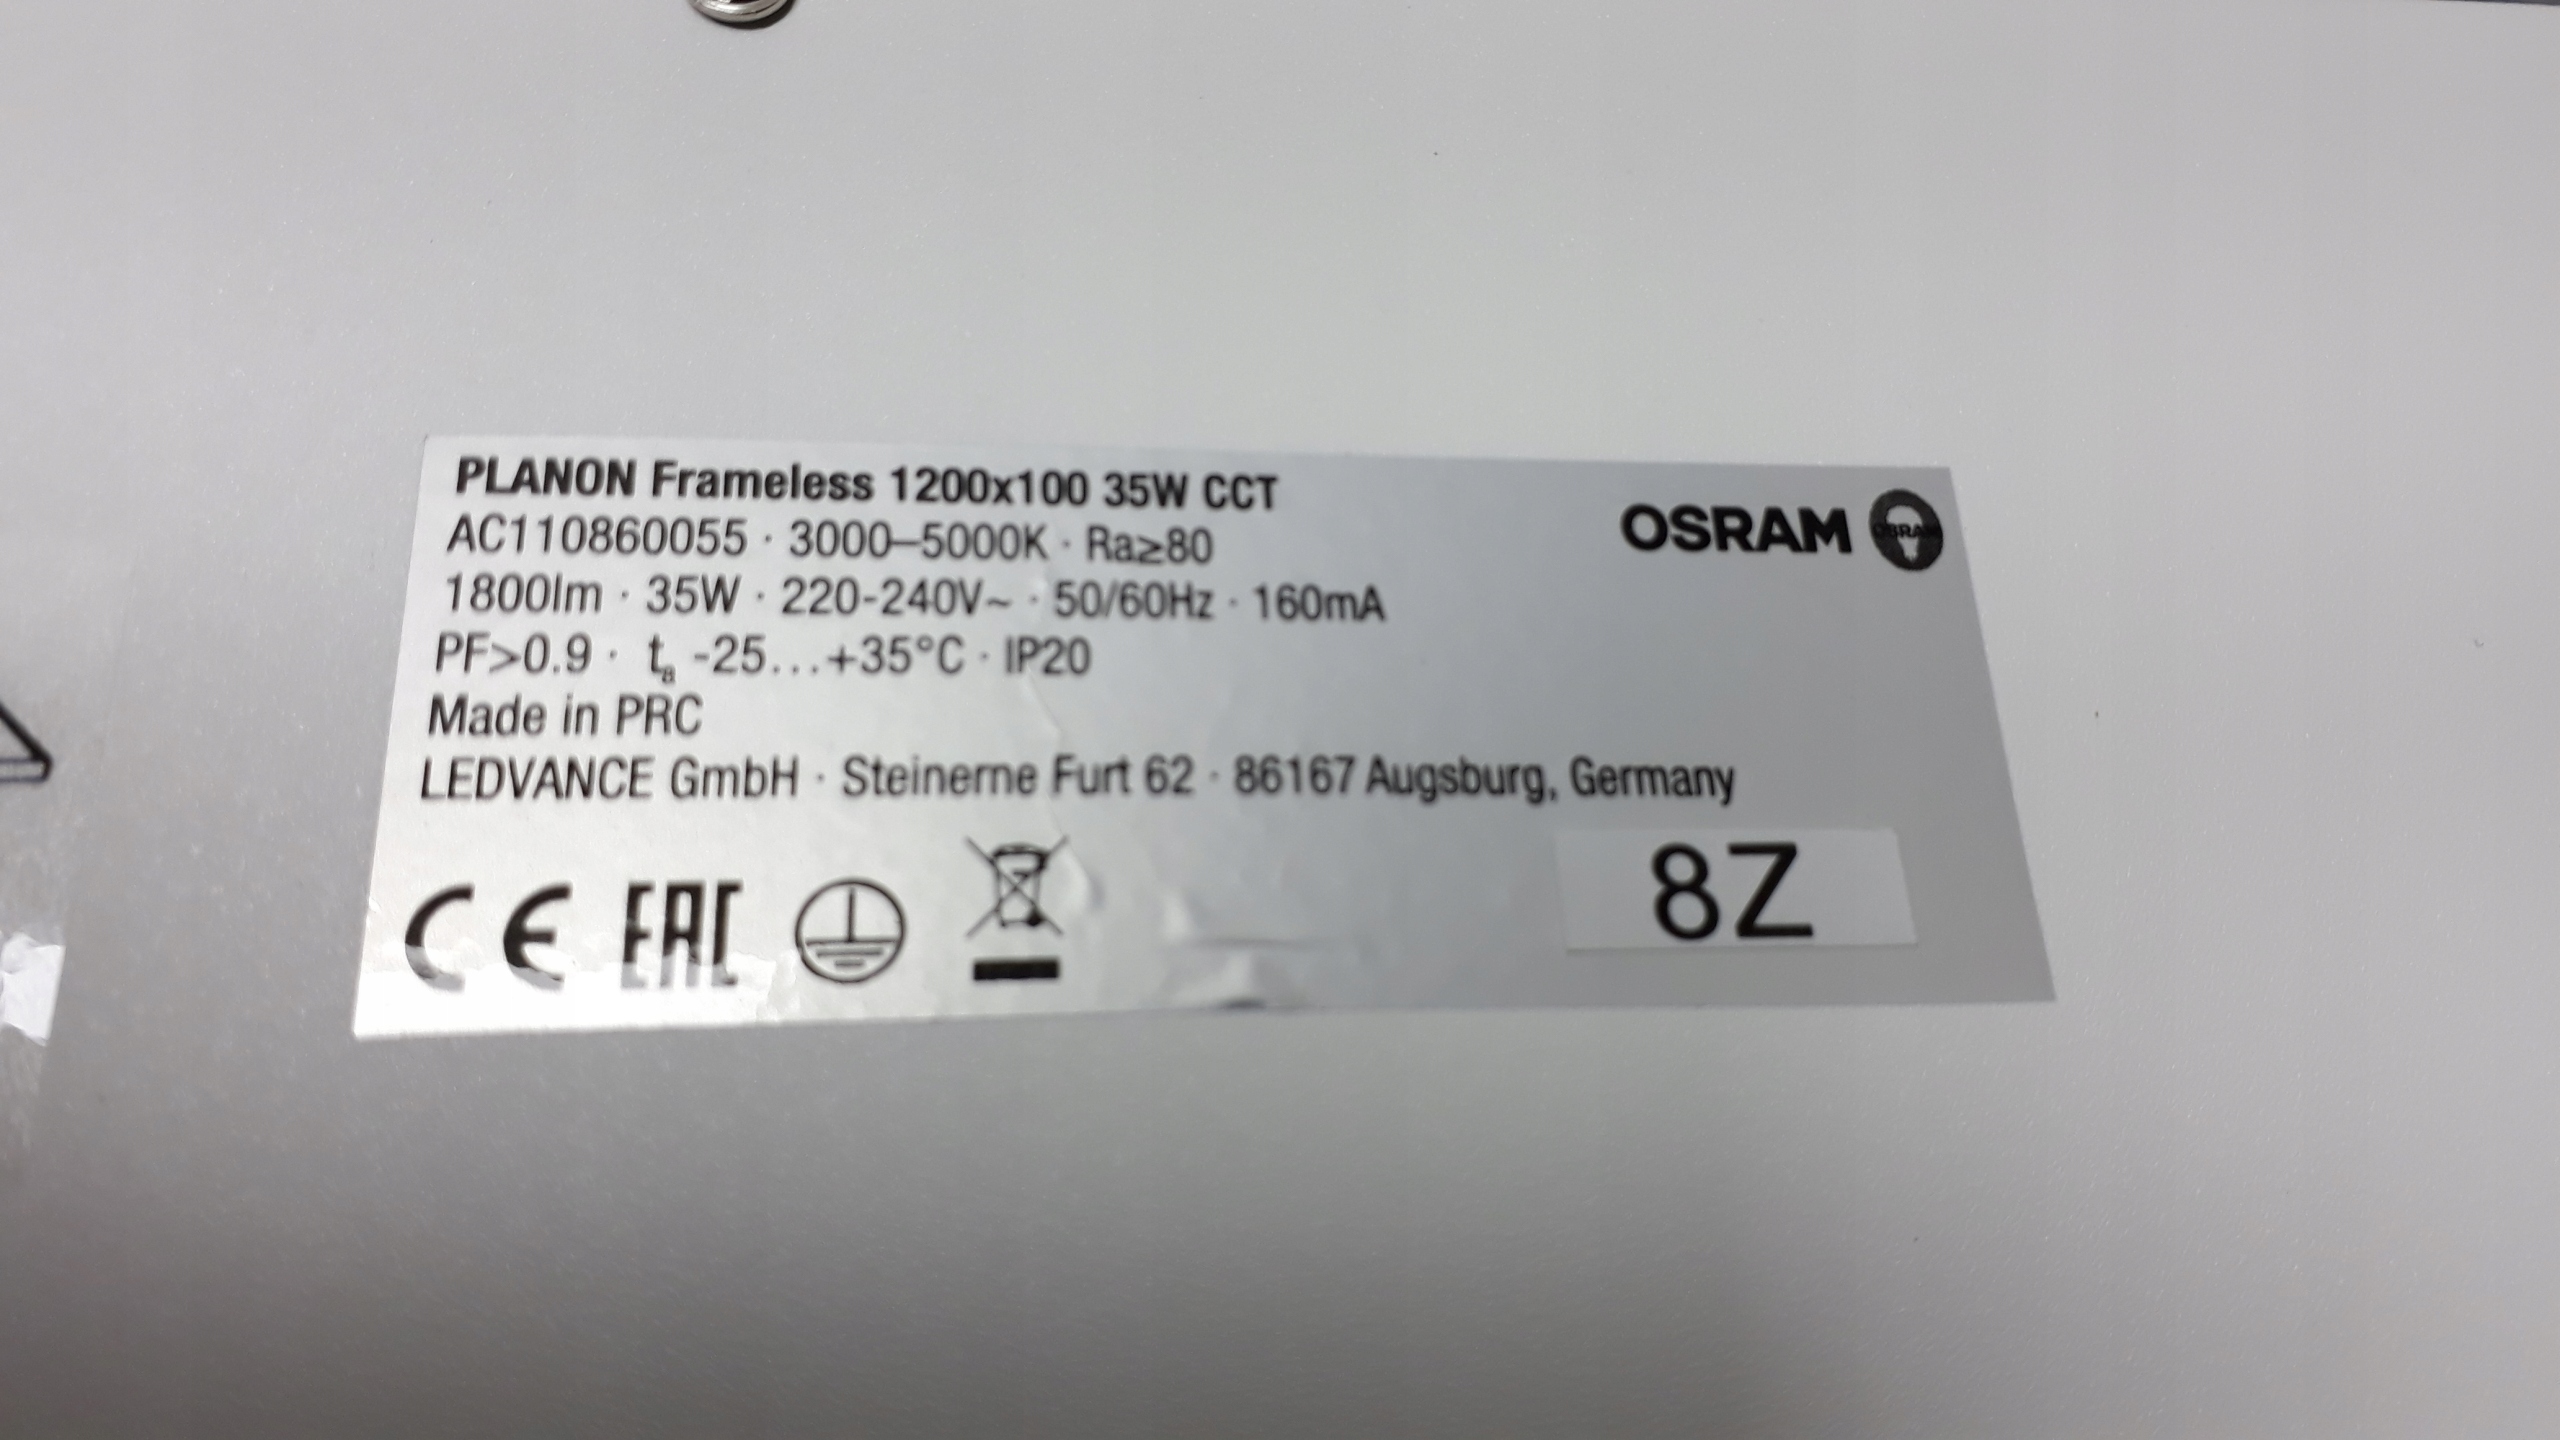 PLANON Frameless 1200x100 35W CCT
OSRAM OSRAM
AC110860055 · 3000–5000K · Ra≥80
1800lm · 35W · 220-240V~ · 50/60Hz · 160mA
PF>0.9 · ta -25...+35°C · IP20
Made in PRC
LEDVANCE GmbH · Steinerne Furt 62 · 86167 Augsburg, Germany
CE EAC
8Z